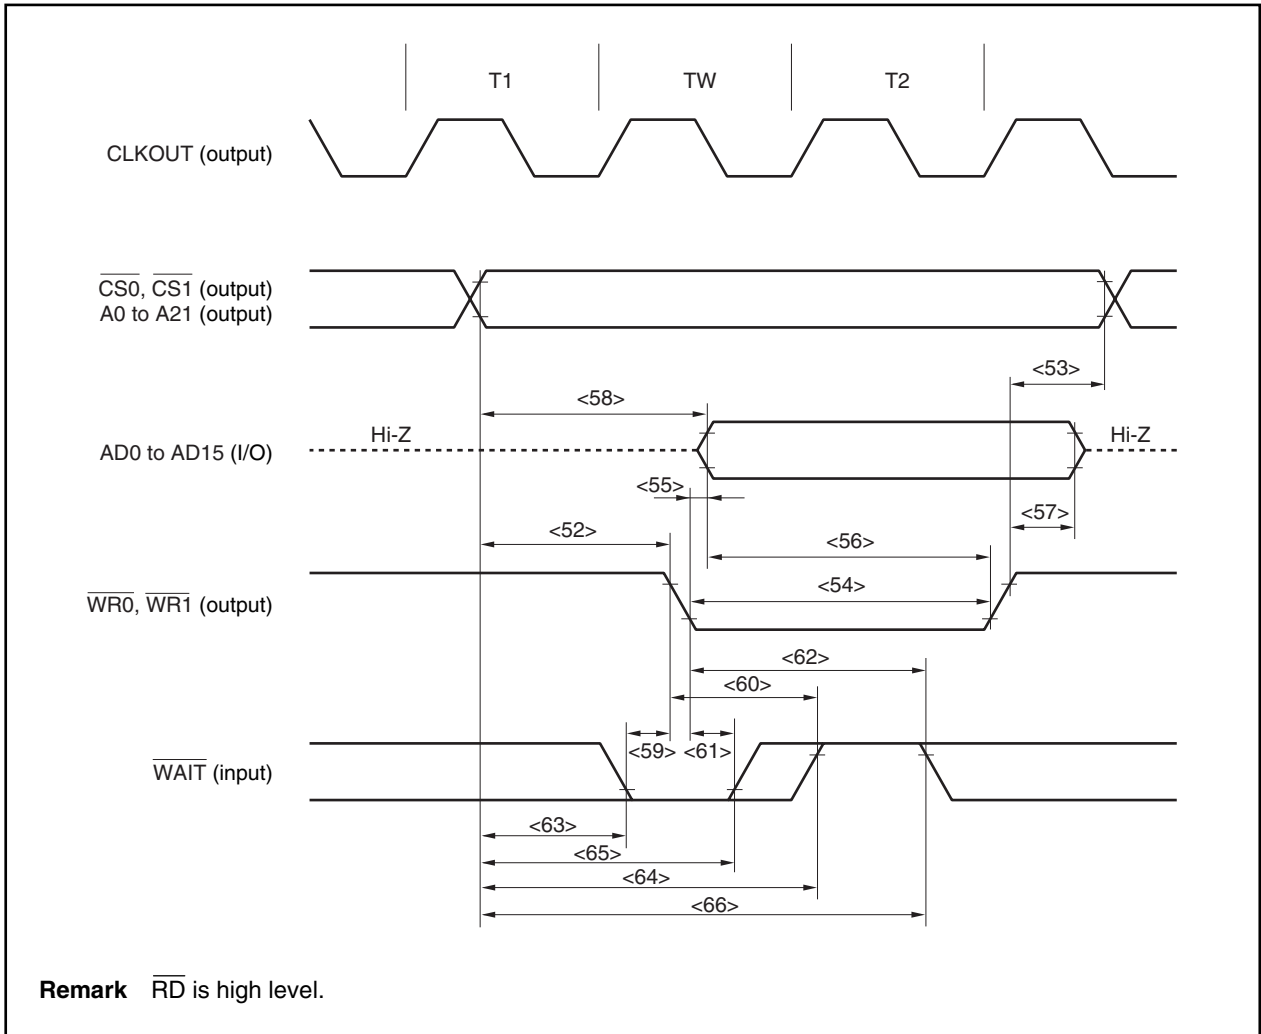 T1 TW T2
CLKOUT (output)
CS0, CS1 (output)
A0 to A21 (output)
<53>
<58>
Hi-Z Hi-Z
AD0 to AD15 (I/O)
<55>
<57>
<52>
<56>
<54>
WR0, WR1 (output)
<62>
<60>
<59> <61>
WAIT (input)
<63>
<65>
<64>
<66>
Remark RD is high level.